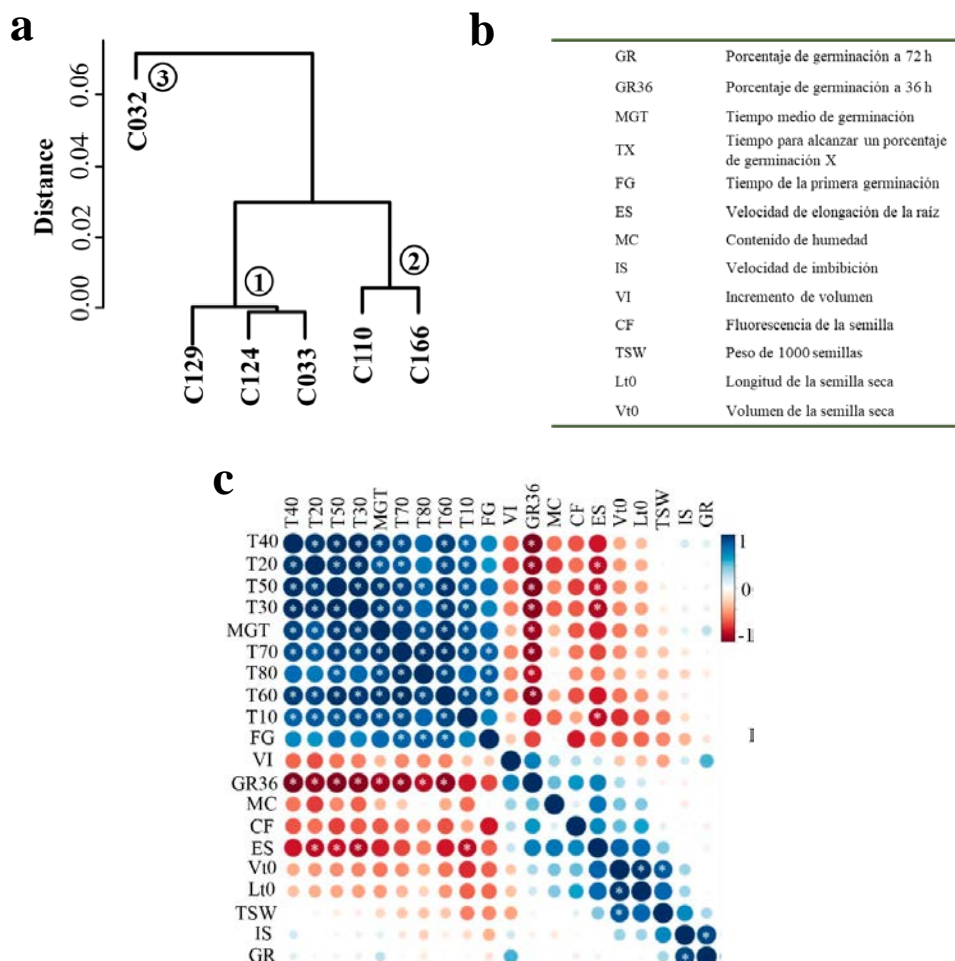 a
Distance
0.06
0.04
0.02
0.00
3
C032
1
2
C129
C124
C033
C110
C166
b
GR Porcentaje de germinación a 72 h
GR36 Porcentaje de germinación a 36 h
MGT Tiempo medio de germinación
TX Tiempo para alcanzar un porcentaje
de germinación X
FG Tiempo de la primera germinación
ES Velocidad de elongación de la raíz
MC Contenido de humedad
IS Velocidad de imbibición
VI Incremento de volumen
CF Fluorescencia de la semilla
TSW Peso de 1000 semillas
Lt0 Longitud de la semilla seca
Vt0 Volumen de la semilla seca
c
T40 T20 T50 T30 MGT T70 T80 T60 T10 FG VI GR36 MC CF ES Vt0 Lt0 TSW IS GR
T40
T20
T50
T30
MGT
T70
T80
T60
T10
FG
VI
GR36
MC
CF
ES
Vt0
Lt0
TSW
IS
GR
1
0
-1